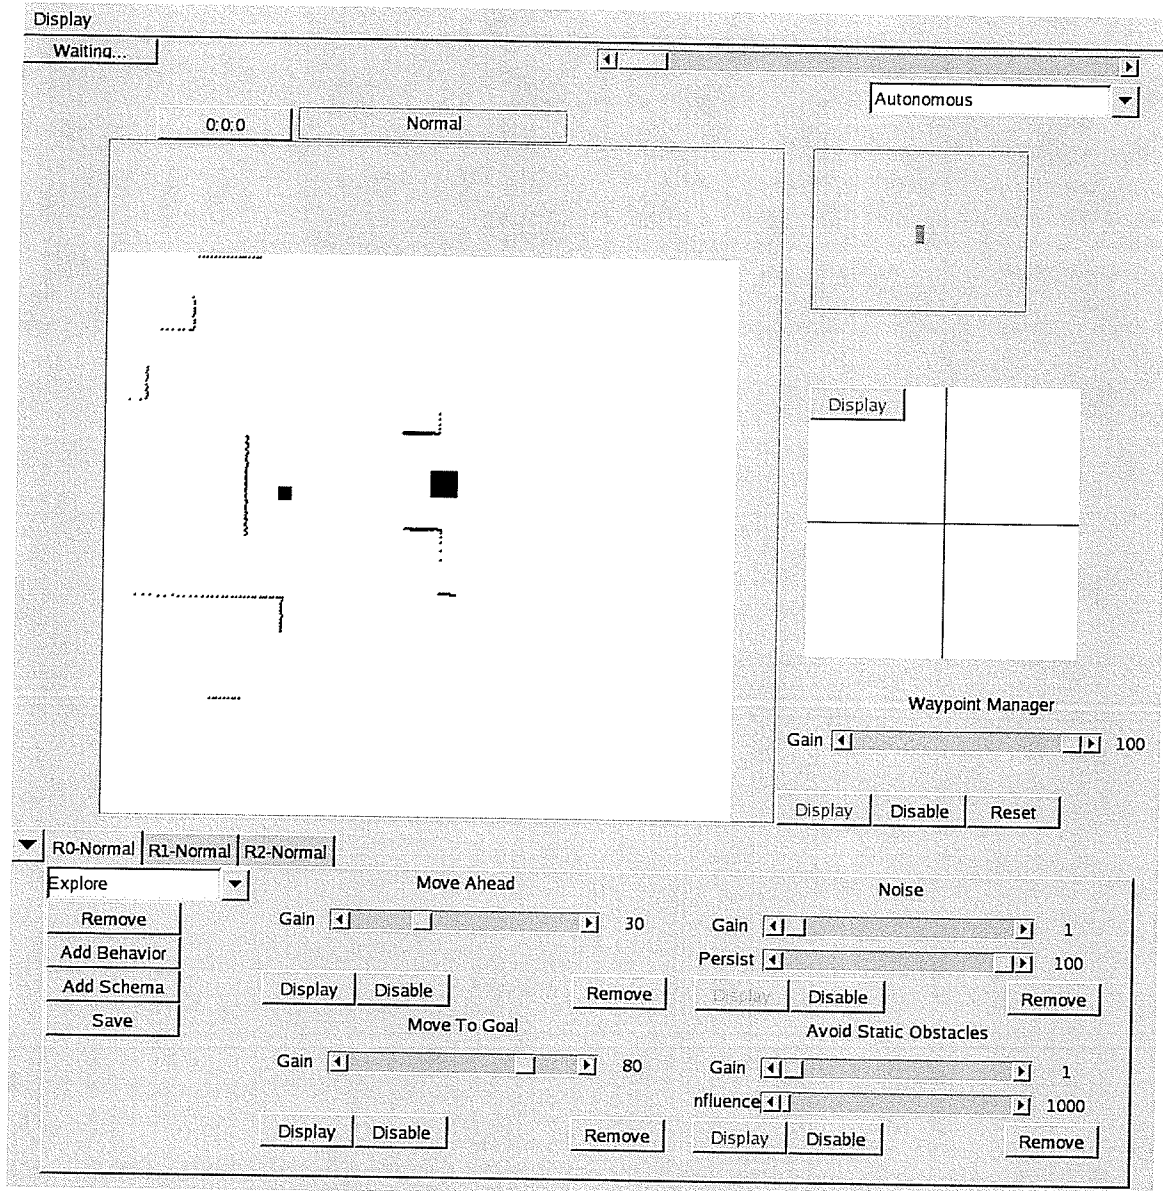 Display
Waiting...
Autonomous
0:0:0 Normal
Display
Waypoint Manager
Gain 100
Display Disable Reset
R0-Normal R1-Normal R2-Normal
Explore Move Ahead Noise
Remove Gain 30 Gain 1
Add Behavior Persist 100
Add Schema Display Disable Remove Display Disable Remove
Save Move To Goal Avoid Static Obstacles
Gain 80 Gain 1
nfluence 1000
Display Disable Remove Display Disable Remove